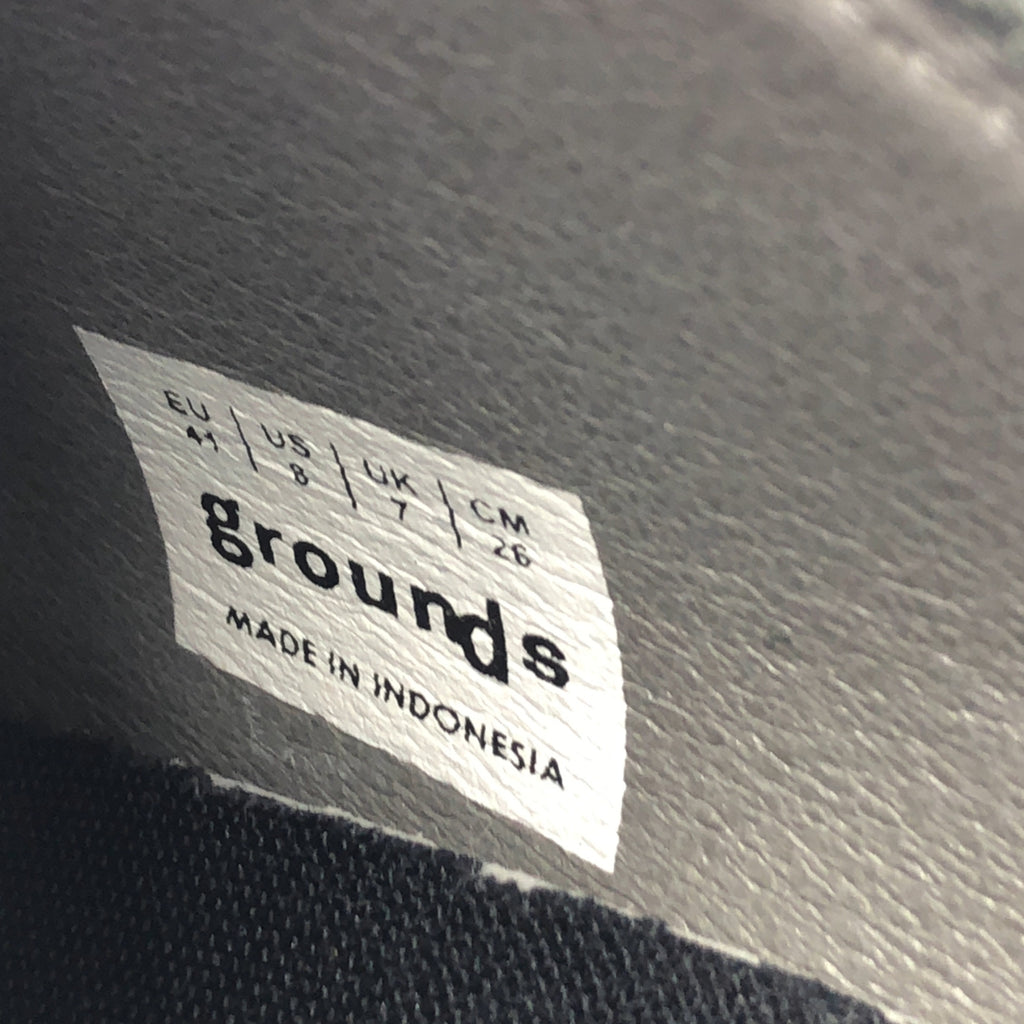 EU | US | UK | CM
41 | 8 | 7 | 26
grounds
MADE IN INDONESIA